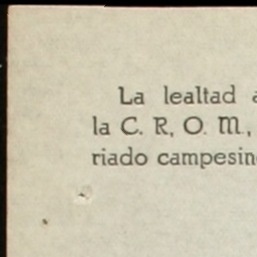 La lealtad a
la C. R. O. M.,
riado campesin